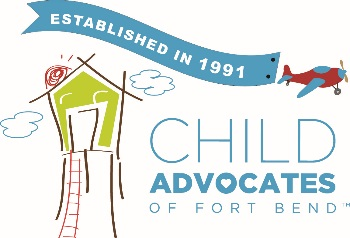 ESTABLISHED IN 1991
CHILD
ADVOCATES
OF FORT BEND™